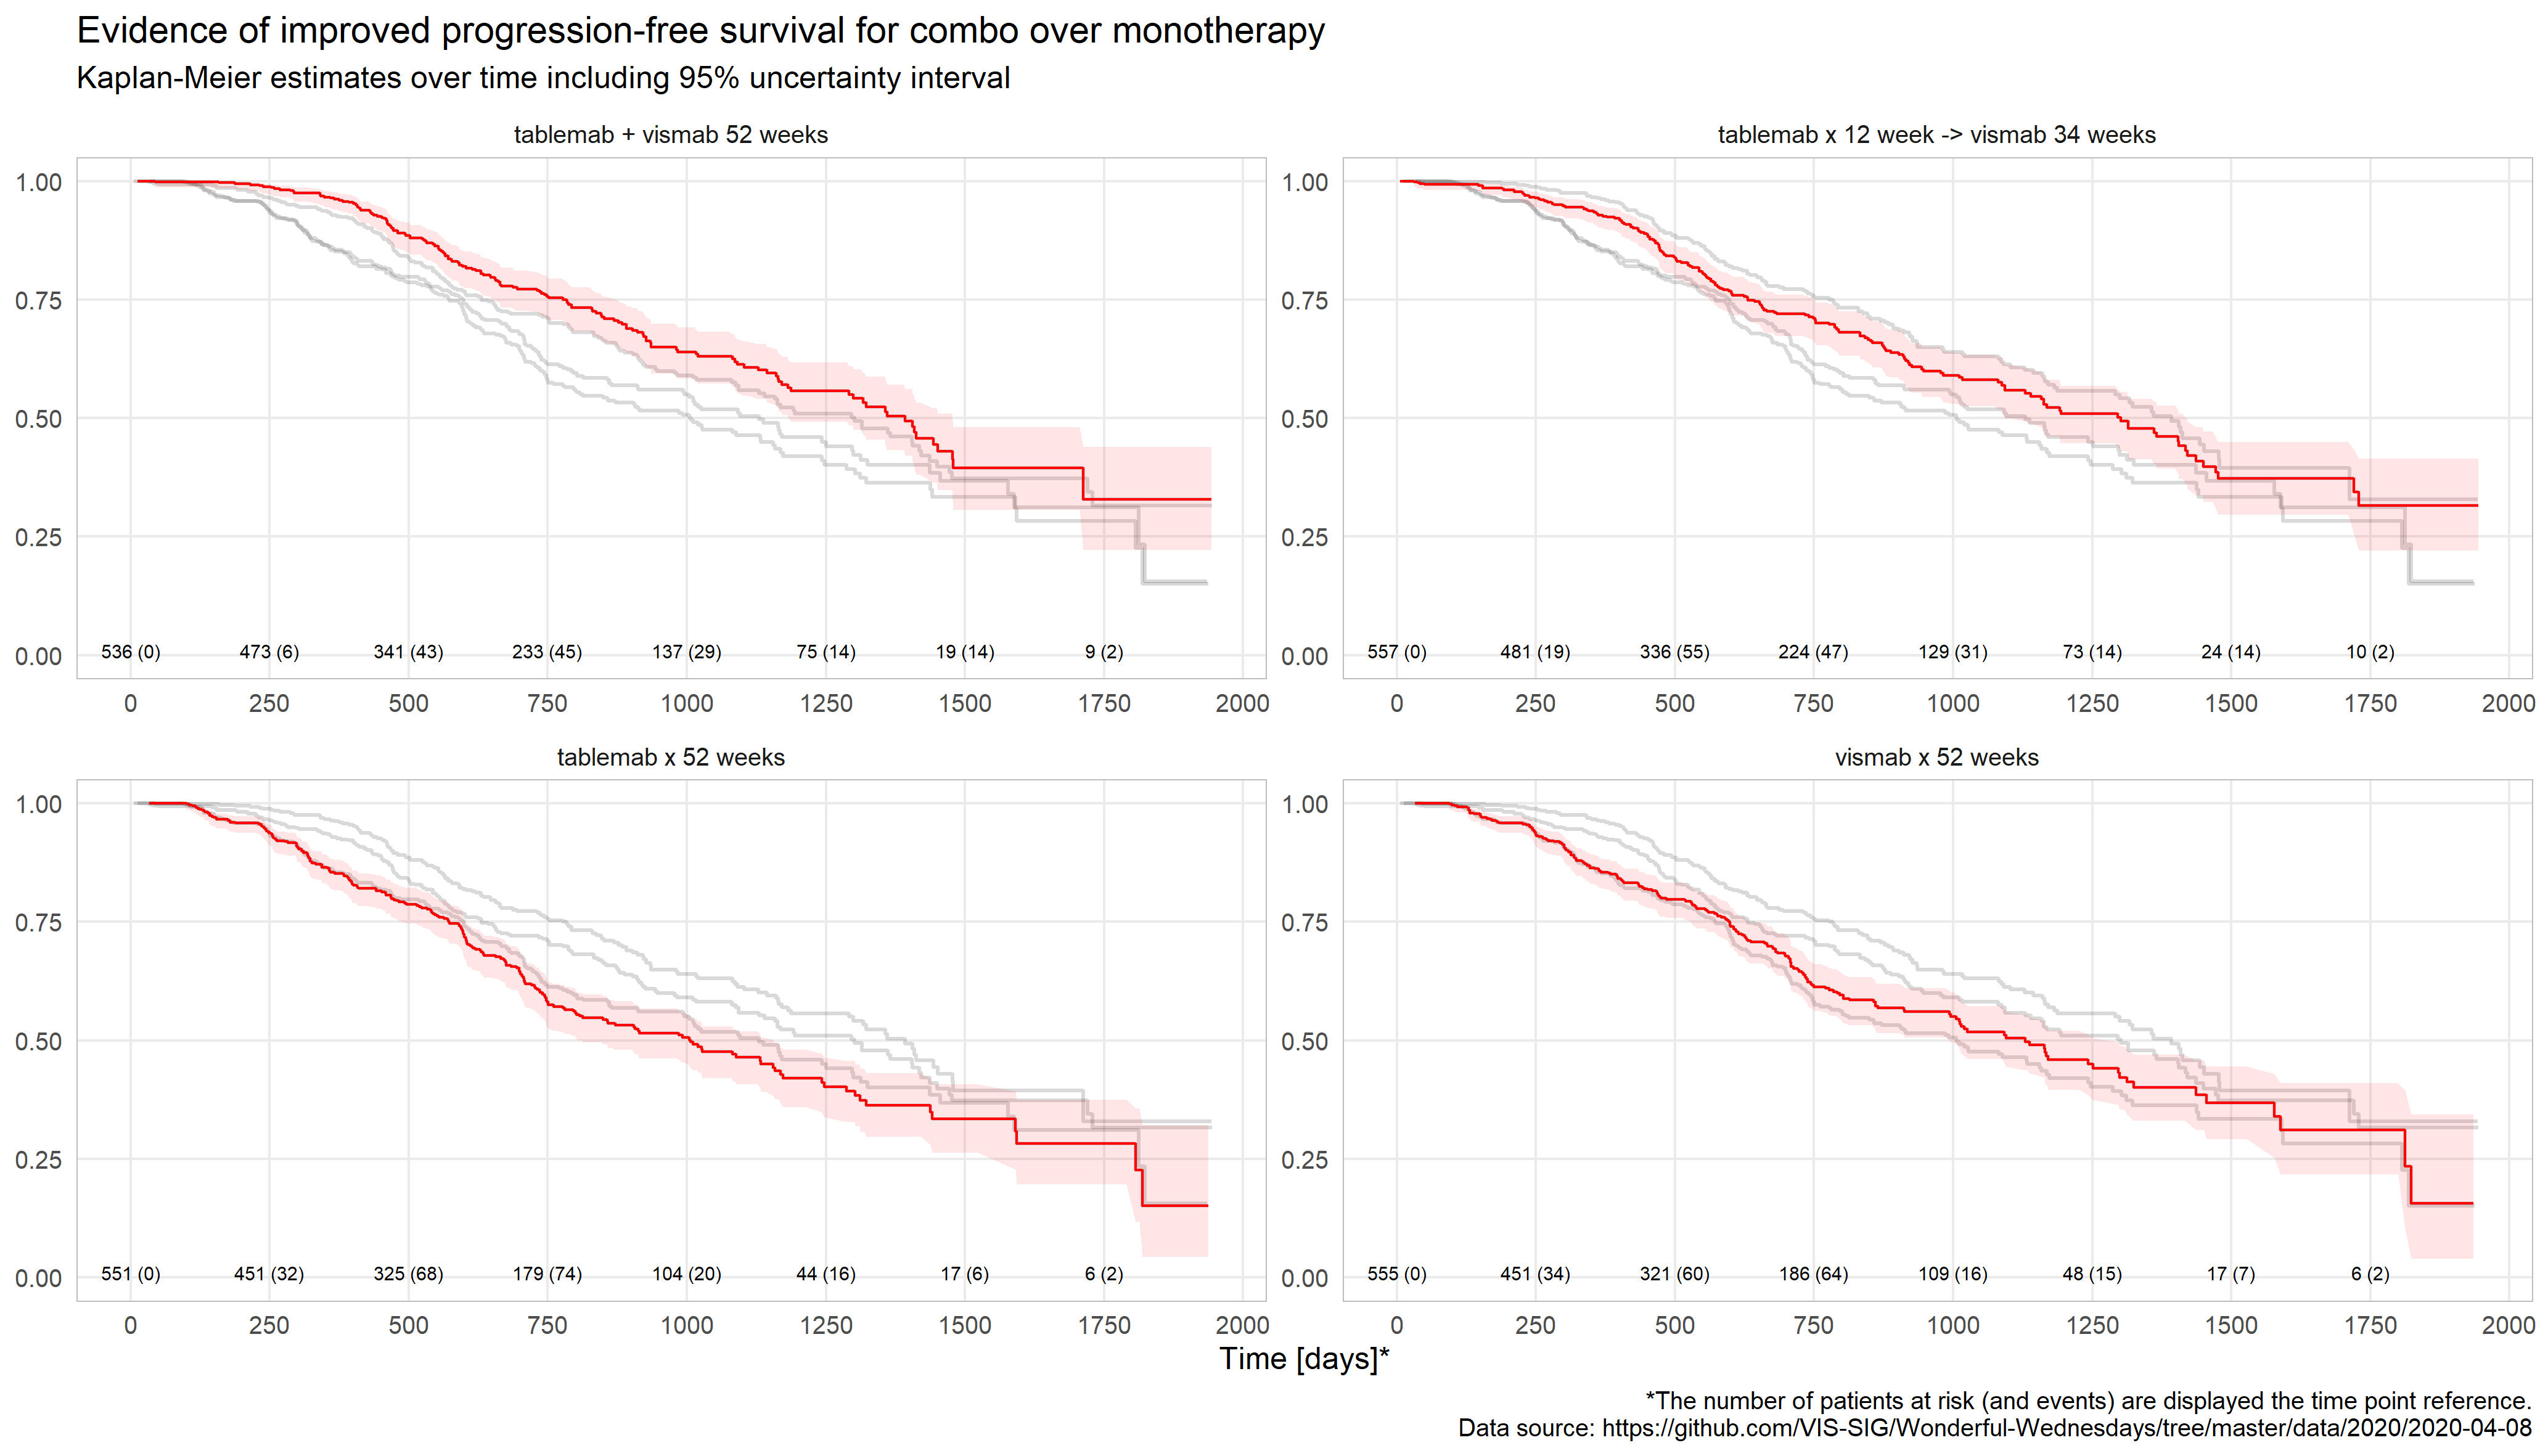 Evidence of improved progression-free survival for combo over monotherapy
Kaplan-Meier estimates over time including 95% uncertainty interval
tablemab + vismab 52 weeks
1.00
0.75
0.50
0.25
0.00
536 (0) 473 (6) 341 (43) 233 (45) 137 (29) 75 (14) 19 (14) 9 (2)
0 250 500 750 1000 1250 1500 1750 2000
tablemab x 12 week -> vismab 34 weeks
1.00
0.75
0.50
0.25
0.00
557 (0) 481 (19) 336 (55) 224 (47) 129 (31) 73 (14) 24 (14) 10 (2)
0 250 500 750 1000 1250 1500 1750 2000
tablemab x 52 weeks
1.00
0.75
0.50
0.25
0.00
551 (0) 451 (32) 325 (68) 179 (74) 104 (20) 44 (16) 17 (6) 6 (2)
0 250 500 750 1000 1250 1500 1750 2000
vismab x 52 weeks
1.00
0.75
0.50
0.25
0.00
555 (0) 451 (34) 321 (60) 186 (64) 109 (16) 48 (15) 17 (7) 6 (2)
0 250 500 750 1000 1250 1500 1750 2000
Time [days]*
*The number of patients at risk (and events) are displayed the time point reference.
Data source: https://github.com/VIS-SIG/Wonderful-Wednesdays/tree/master/data/2020/2020-04-08